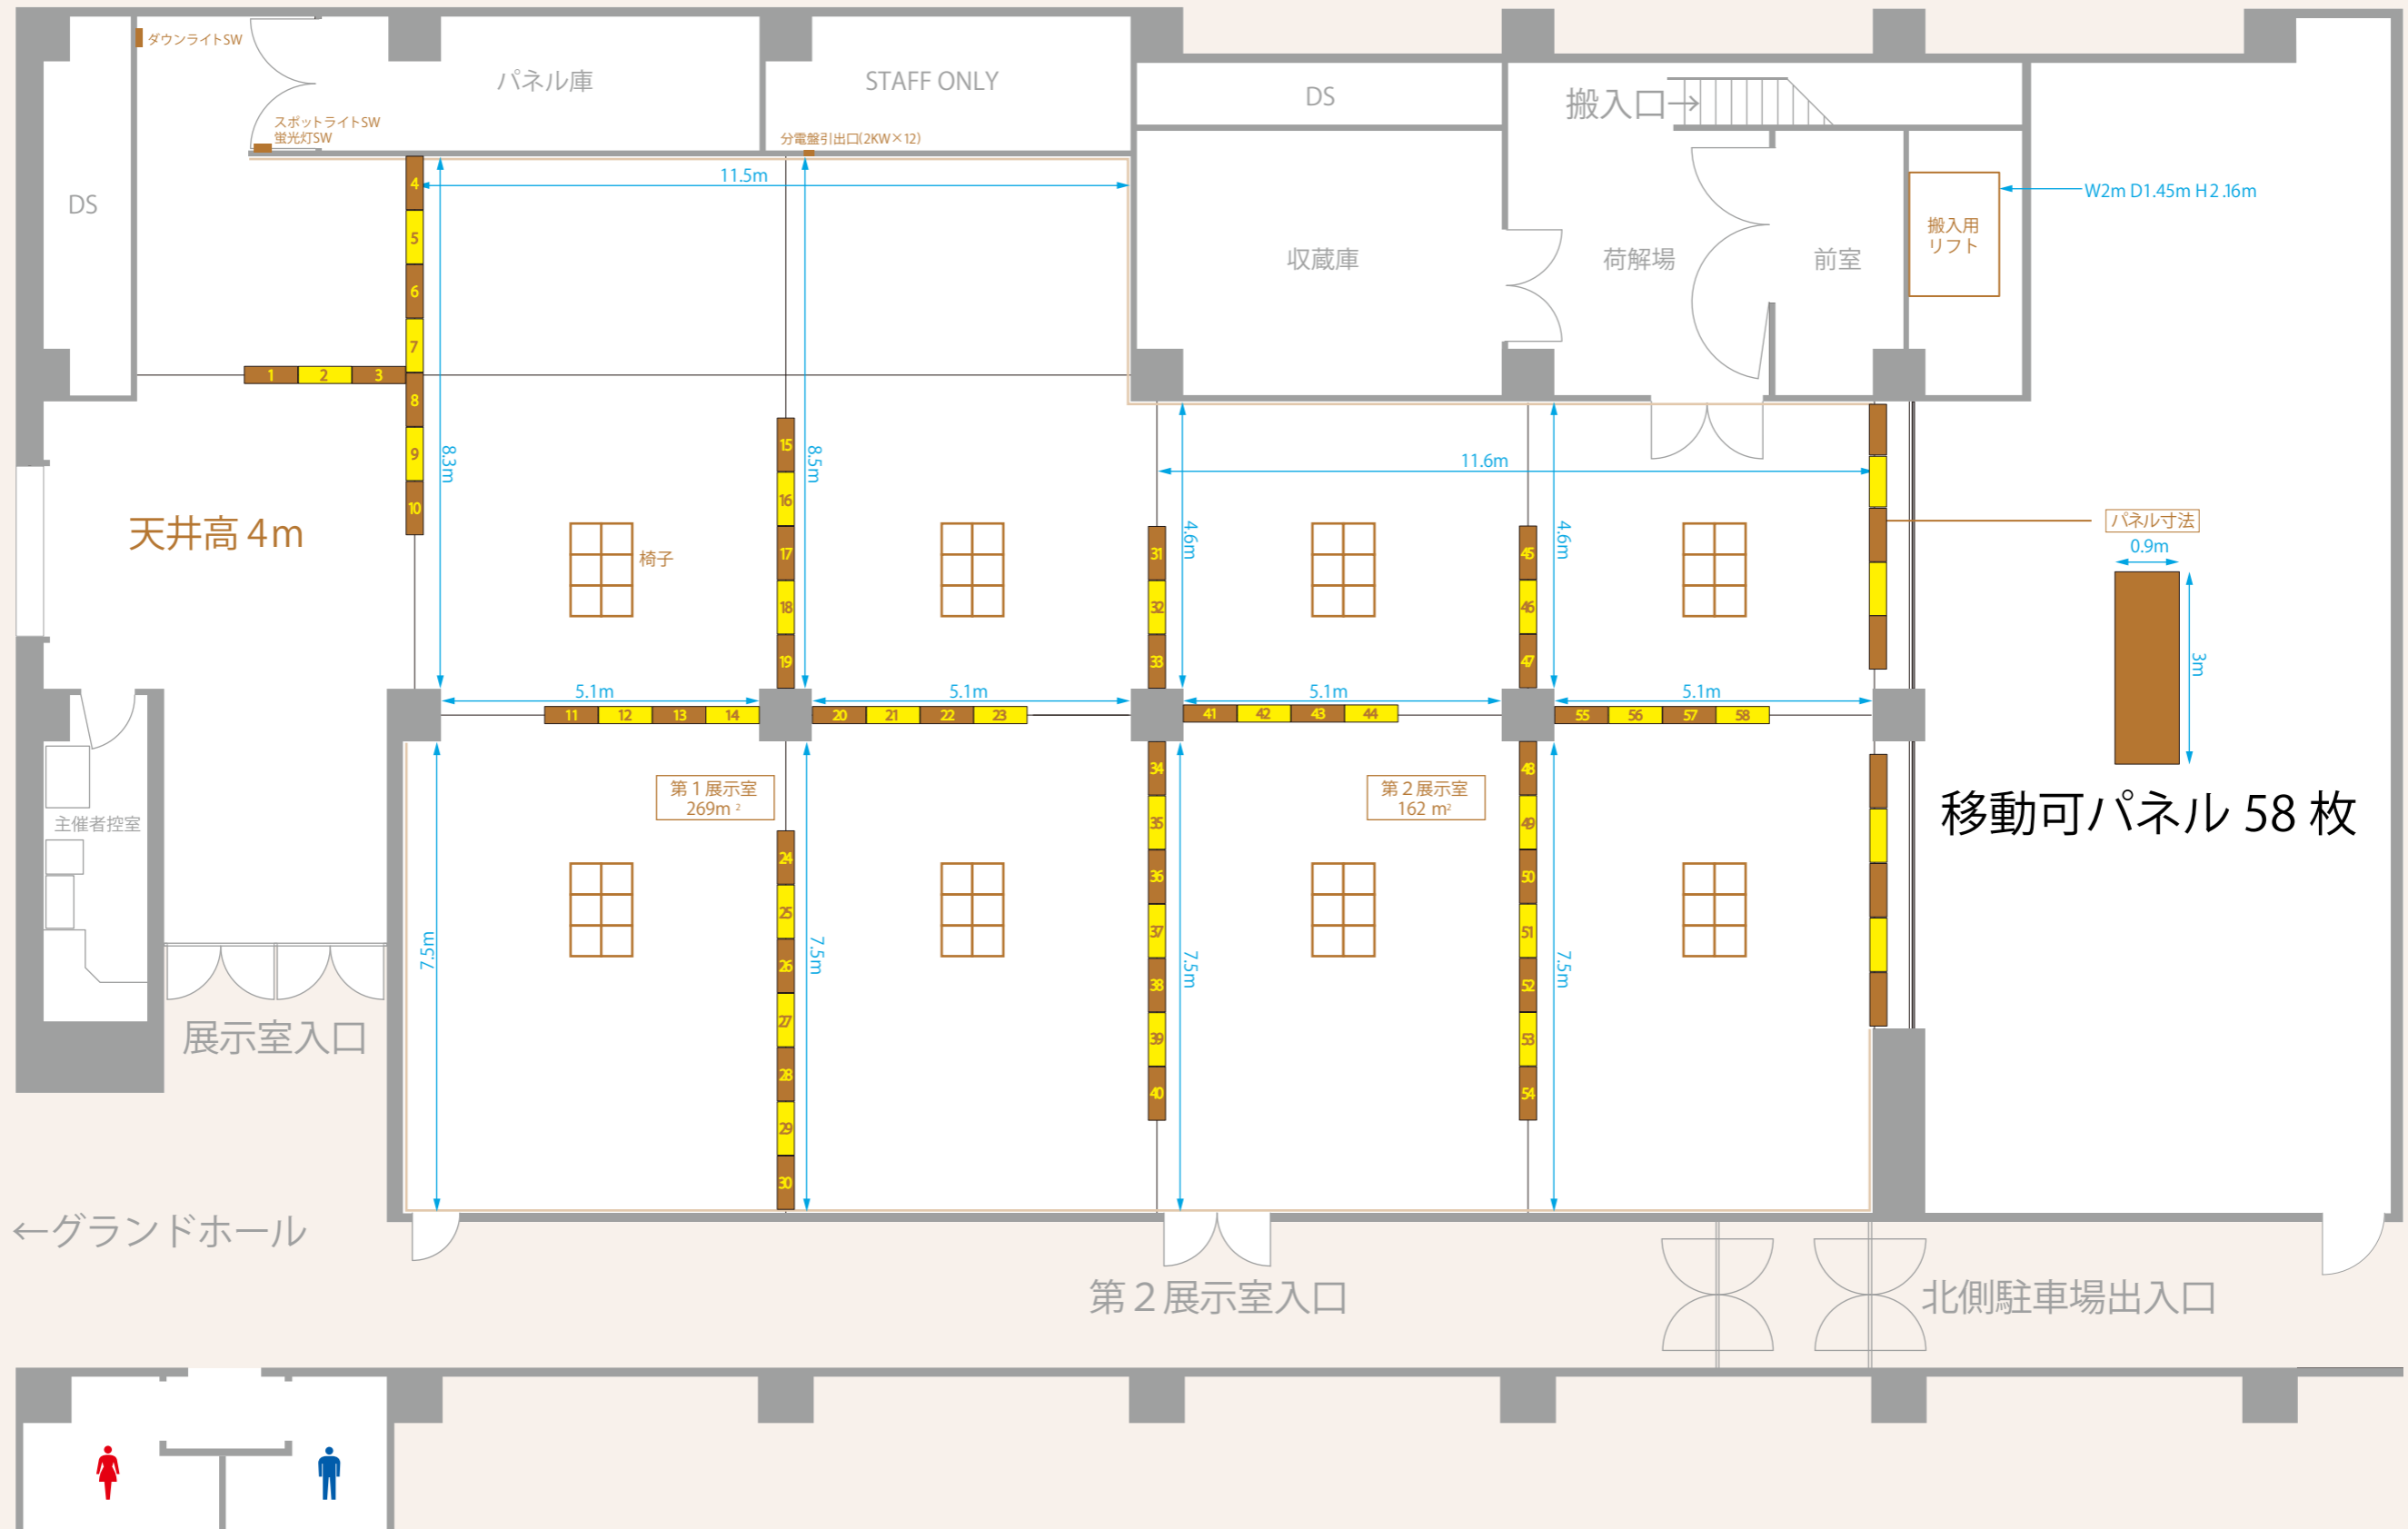 ダウンライトSW
パネル庫
STAFF ONLY
DS
搬入口→
スポットライトSW
蛍光灯SW
分電盤引出口(2KW×12)
11.5m
W2m D1.45m H2.16m
DS
搬入用
リフト
収蔵庫
荷解場
前室
4
5
6
7
8
9
10
1 2 3
8.3m
15
16
17
18
19
8.5m
11.6m
天井高 4m
椅子
31
32
33
4.6m
45
46
47
4.6m
パネル寸法
0.9m
3m
5.1m
5.1m
5.1m
5.1m
11 12 13 14
20 21 22 23
41 42 43 44
55 56 57 58
第1展示室
269m²
第2展示室
162 m²
移動可パネル 58 枚
主催者控室
7.5m
24
25
26
27
28
29
30
7.5m
34
35
36
37
38
39
40
7.5m
48
49
50
51
52
53
54
7.5m
展示室入口
←グランドホール
第2展示室入口
北側駐車場出入口